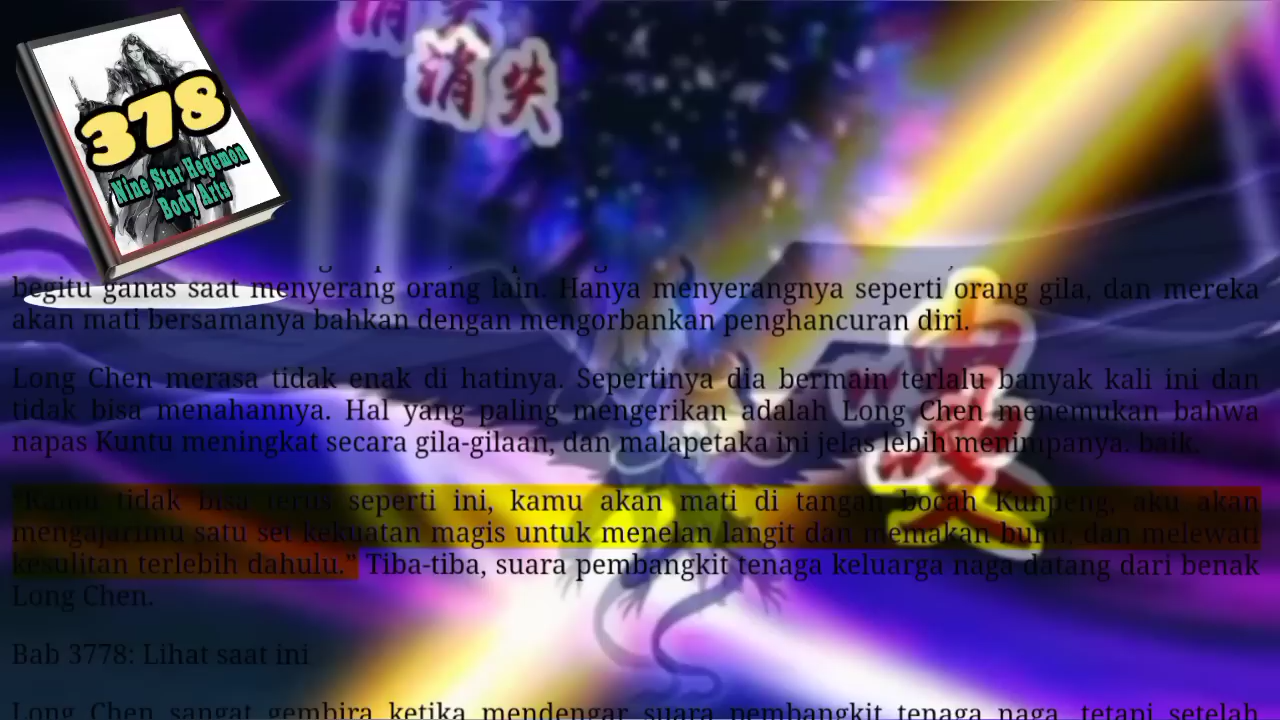 消失
消失
378
Nine Star Hegemon
Body Arts
begitu ganas saat menyerang orang lain. Hanya menyerangnya seperti orang gila, dan mereka
akan mati bersamanya bahkan dengan mengorbankan penghancuran diri.
Long Chen merasa tidak enak di hatinya. Sepertinya dia bermain terlalu banyak kali ini dan
tidak bisa menahannya. Hal yang paling mengerikan adalah Long Chen menemukan bahwa
napas Kuntu meningkat secara gila-gilaan, dan malapetaka ini jelas lebih menimpanya. baik.
"Kamu tidak bisa terus seperti ini, kamu akan mati di tangan bocah Kunpeng, aku akan
mengajarimu satu set kekuatan magis untuk menelan langit dan memakan bumi, dan melewati
kesulitan terlebih dahulu." Tiba-tiba, suara pembangkit tenaga keluarga naga datang dari benak
Long Chen.
Bab 3778: Lihat saat ini
Long Chen sangat gembira ketika mendengar suara pembangkit tenaga naga, tetapi setelah